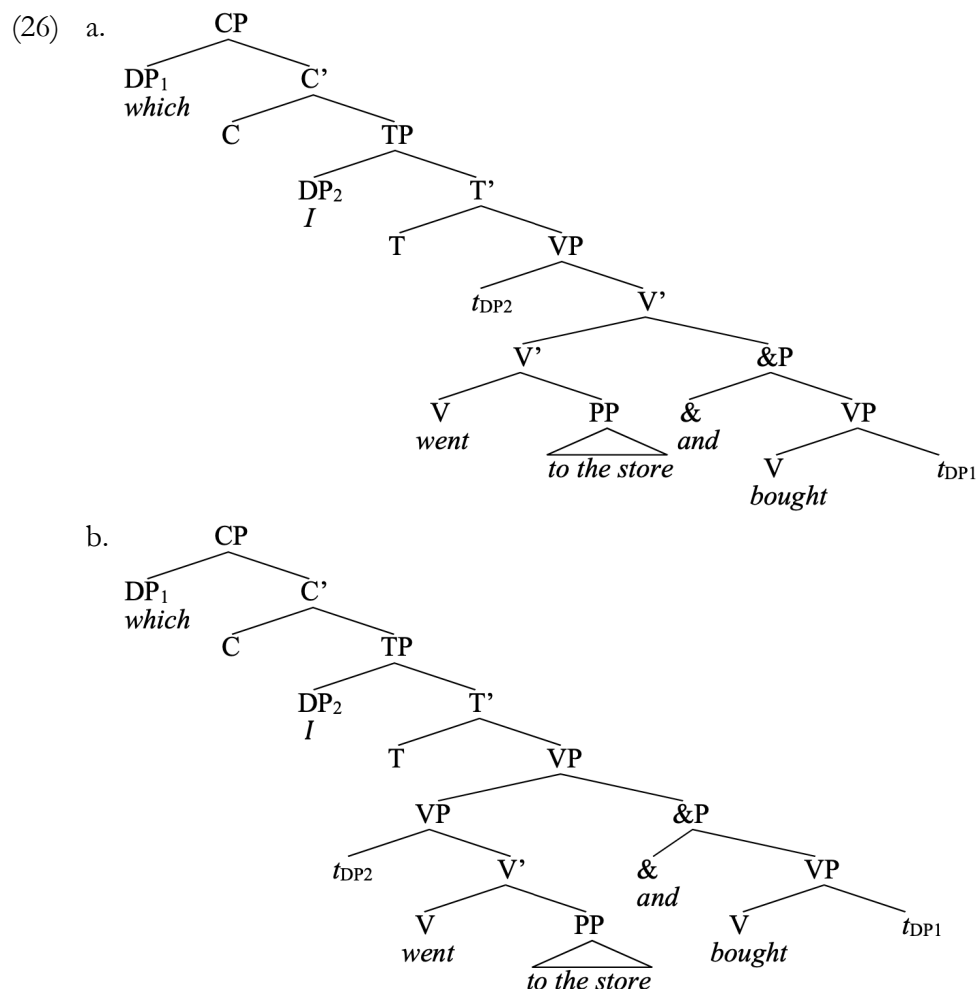 (26) a. CP
DP₁ C’
which
C TP
DP₂ T’
I
T VP
tDP2 V’
V’ &P
V PP & VP
went and
to the store V tDP1
bought
b. CP
DP₁ C’
which
C TP
DP₂ T’
I
T VP
VP &P
tDP2 V’ & VP
and
V PP V tDP1
went bought
to the store